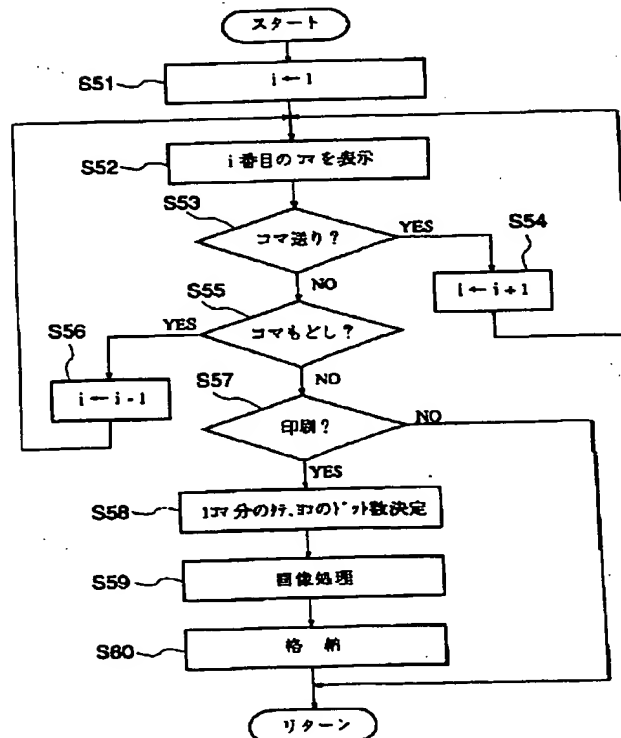 スタート
S51
i←1
S52
i番目のコマを表示
S53
コマ送り?
YES
S54
i←i+1
NO
S55
コマもどし?
YES
S56
i←i-1
NO
S57
印刷?
NO
YES
S58
1コマ分のタテ、ヨコのドット数決定
S59
画像処理
S60
格納
リターン